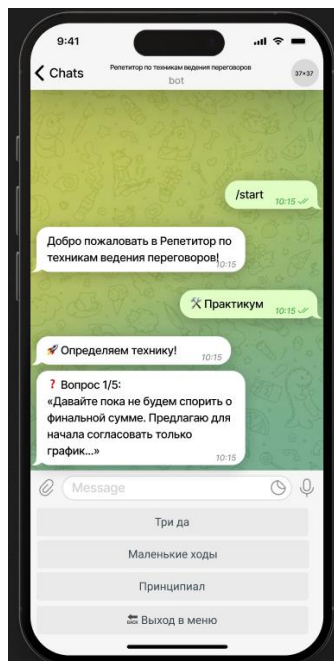 9:41
Chats
Репетитор по техникам ведения переговоров
bot
37×37
/start
10:15
Добро пожаловать в Репетитор по
техникам ведения переговоров!
10:15
🛠 Практикум
10:15
🚀 Определяем технику!
10:15
❓ Вопрос 1/5:
«Давайте пока не будем спорить о
финальной сумме. Предлагаю для
начала согласовать только
график...»
10:15
Message
Три да
Маленькие ходы
Принципиал
🔙 Выход в меню